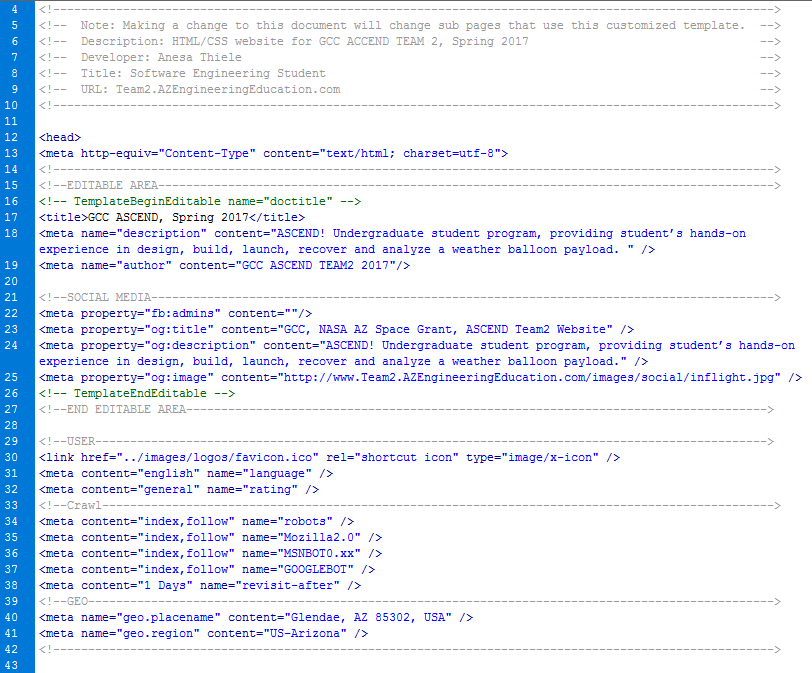 4 <!---------------------------------------------------------------------------------------------------------->
5 <!--  Note: Making a change to this document will change sub pages that use this customized template.  -->
6 <!--  Description: HTML/CSS website for GCC ACCEND TEAM 2, Spring 2017 -->
7 <!--  Developer: Anesa Thiele -->
8 <!--  Title: Software Engineering Student -->
9 <!--  URL: Team2.AZEngineeringEducation.com -->
10 <!---------------------------------------------------------------------------------------------------------->
11
12 <head>
13 <meta http-equiv="Content-Type" content="text/html; charset=utf-8">
14 <!---------------------------------------------------------------------------------------------------------->
15 <!--EDITABLE AREA----------------------------------------------------------------------------------------->
16 <!-- TemplateBeginEditable name="doctitle" -->
17 <title>GCC ASCEND, Spring 2017</title>
18 <meta name="description" content="ASCEND! Undergraduate student program, providing student’s hands-on
experience in design, build, launch, recover and analyze a weather balloon payload. " />
19 <meta name="author" content="GCC ASCEND TEAM2 2017"/>
20
21 <!--SOCIAL MEDIA------------------------------------------------------------------------------------------>
22 <meta property="fb:admins" content=""/>
23 <meta property="og:title" content="GCC, NASA AZ Space Grant, ASCEND Team2 Website" />
24 <meta property="og:description" content="ASCEND! Undergraduate student program, providing student’s hands-on
experience in design, build, launch, recover and analyze a weather balloon payload." />
25 <meta property="og:image" content="http://www.Team2.AZEngineeringEducation.com/images/social/inflight.jpg" />
26 <!-- TemplateEndEditable -->
27 <!--END EDITABLE AREA------------------------------------------------------------------------------------>
28
29 <!--USER------------------------------------------------------------------------------------------------->
30 <link href="../images/logos/favicon.ico" rel="shortcut icon" type="image/x-icon" />
31 <meta content="english" name="language" />
32 <meta content="general" name="rating" />
33 <!--Crawl------------------------------------------------------------------------------------------------->
34 <meta content="index,follow" name="robots" />
35 <meta content="index,follow" name="Mozilla2.0" />
36 <meta content="index,follow" name="MSNBOT0.xx" />
37 <meta content="index,follow" name="GOOGLEBOT" />
38 <meta content="1 Days" name="revisit-after" />
39 <!--GEO--------------------------------------------------------------------------------------------------->
40 <meta name="geo.placename" content="Glendae, AZ 85302, USA" />
41 <meta name="geo.region" content="US-Arizona" />
42 <!---------------------------------------------------------------------------------------------------------->
43